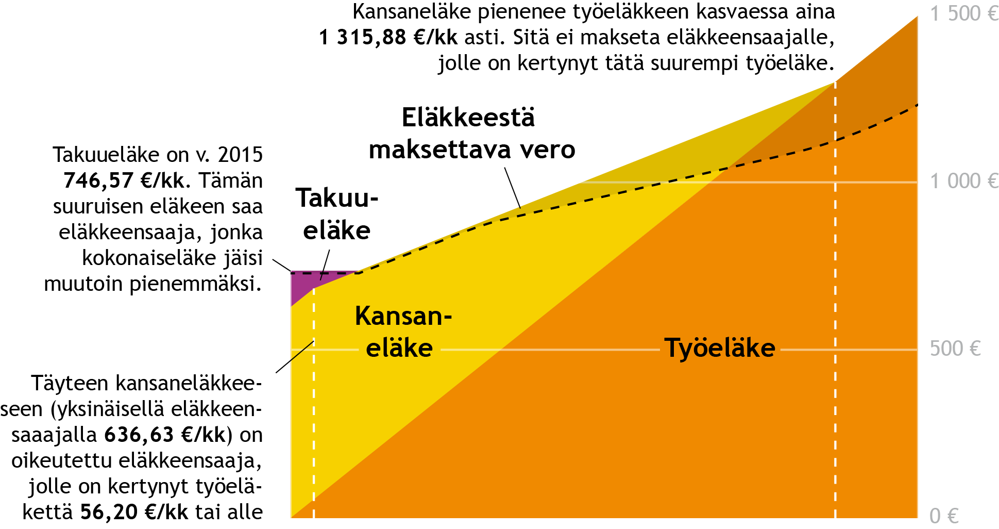 Kansaneläke pienenee työeläkkeen kasvaessa aina
1 315,88 €/kk asti. Sitä ei makseta eläkkeensaajalle,
jolle on kertynyt tätä suurempi työeläke.
1 500 €
Eläkkeestä
maksettava vero
Takuueläke on v. 2015
746,57 €/kk. Tämän
suuruisen eläkeen saa
eläkkeensaaja, jonka
kokonaiseläke jäisi
muutoin pienemmäksi.
Takuu-
eläke
1 000 €
Kansan-
eläke
Työeläke
500 €
Täyteen kansaneläkkee-
seen (yksinäisellä eläkkeen-
saaajalla 636,63 €/kk) on
oikeutettu eläkkeensaaja,
jolle on kertynyt työelä-
kettä 56,20 €/kk tai alle
0 €